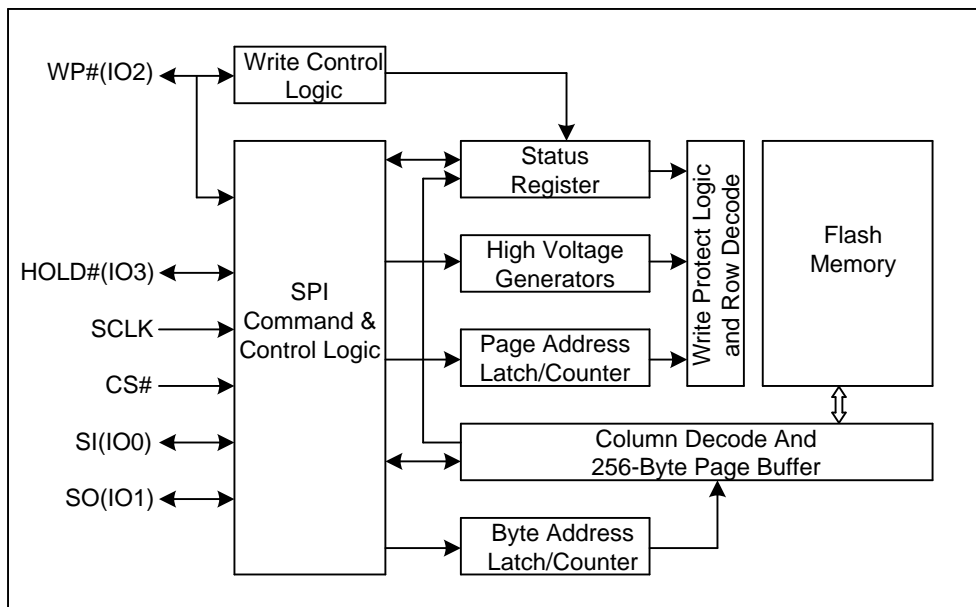 WP#(IO2)
Write Control
Logic
Status
Register
HOLD#(IO3)
High Voltage
Generators
SPI
Command &
Control Logic
SCLK
Page Address
Latch/Counter
CS#
Write Protect Logic
and Row Decode
Flash
Memory
SI(IO0)
Column Decode And
256-Byte Page Buffer
SO(IO1)
Byte Address
Latch/Counter